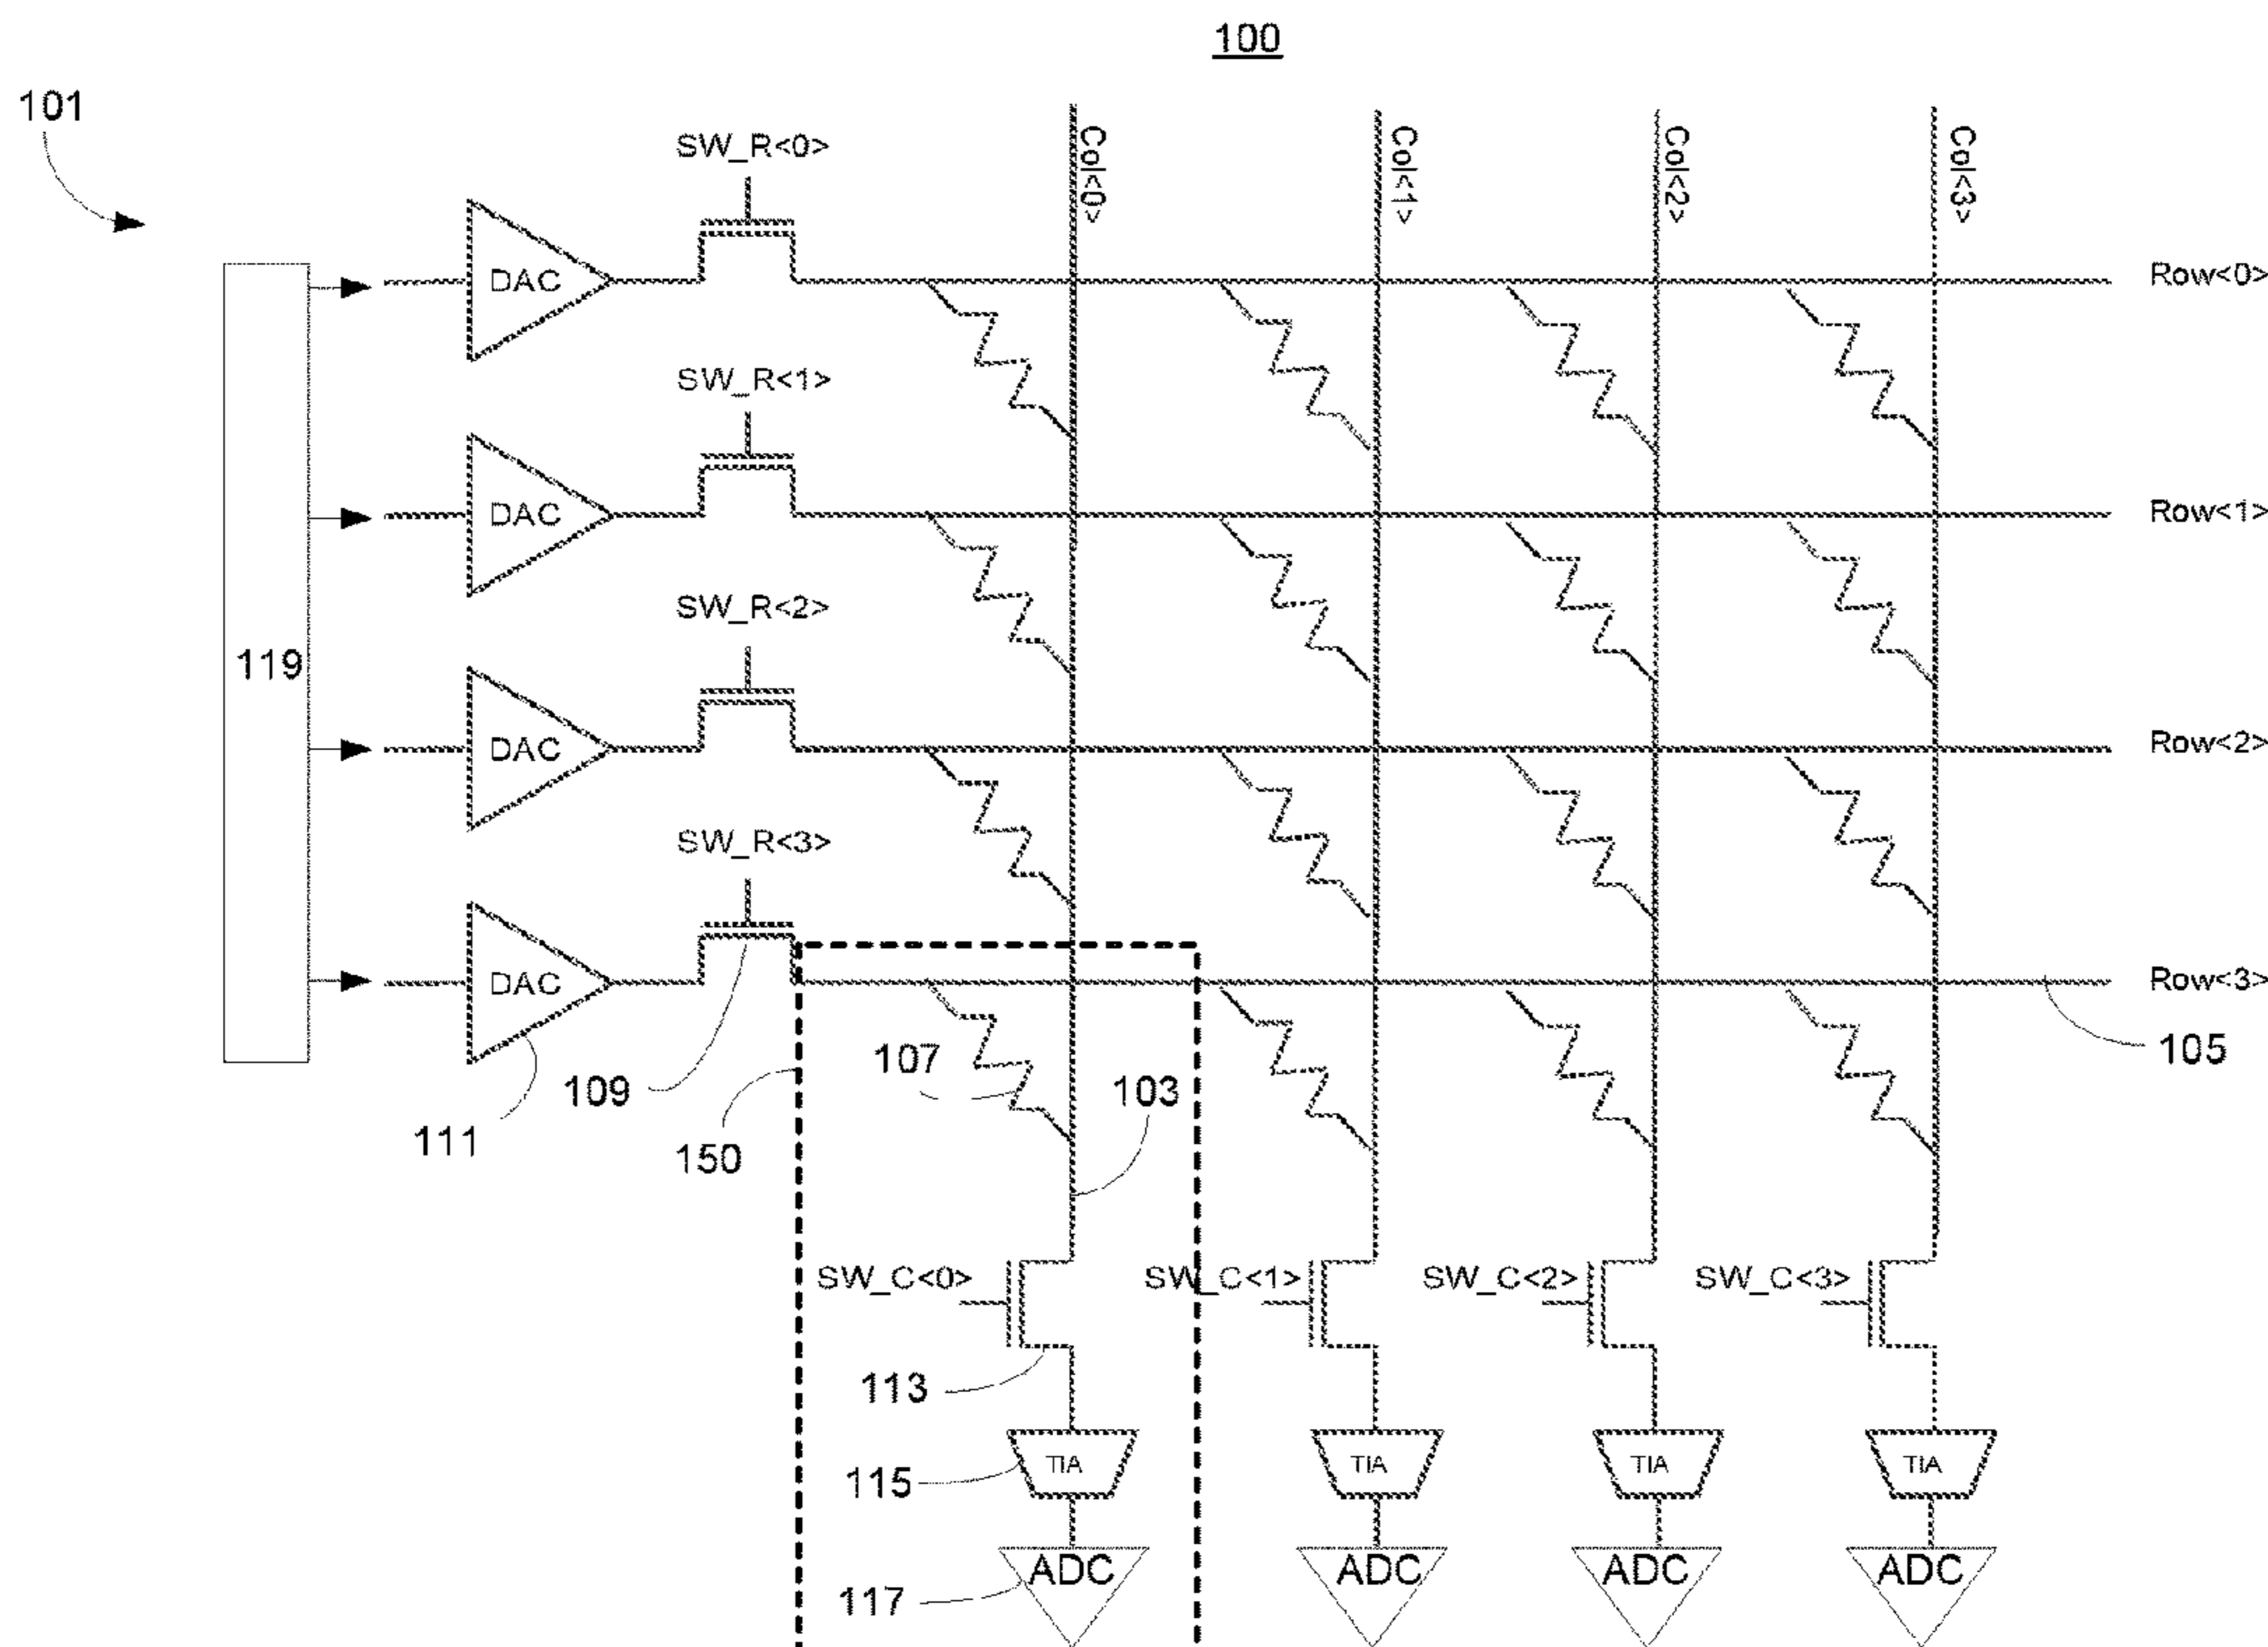 100
101
SW_R<0>
Col<0>
Col<1>
Col<2>
Col<3>
DAC
Row<0>
SW_R<1>
DAC
Row<1>
SW_R<2>
119
DAC
Row<2>
SW_R<3>
DAC
Row<3>
107
105
109
103
111
150
SW_C<0>
SW_C<1>
SW_C<2>
SW_C<3>
113
TIA
TIA
TIA
TIA
115
ADC
ADC
ADC
ADC
117